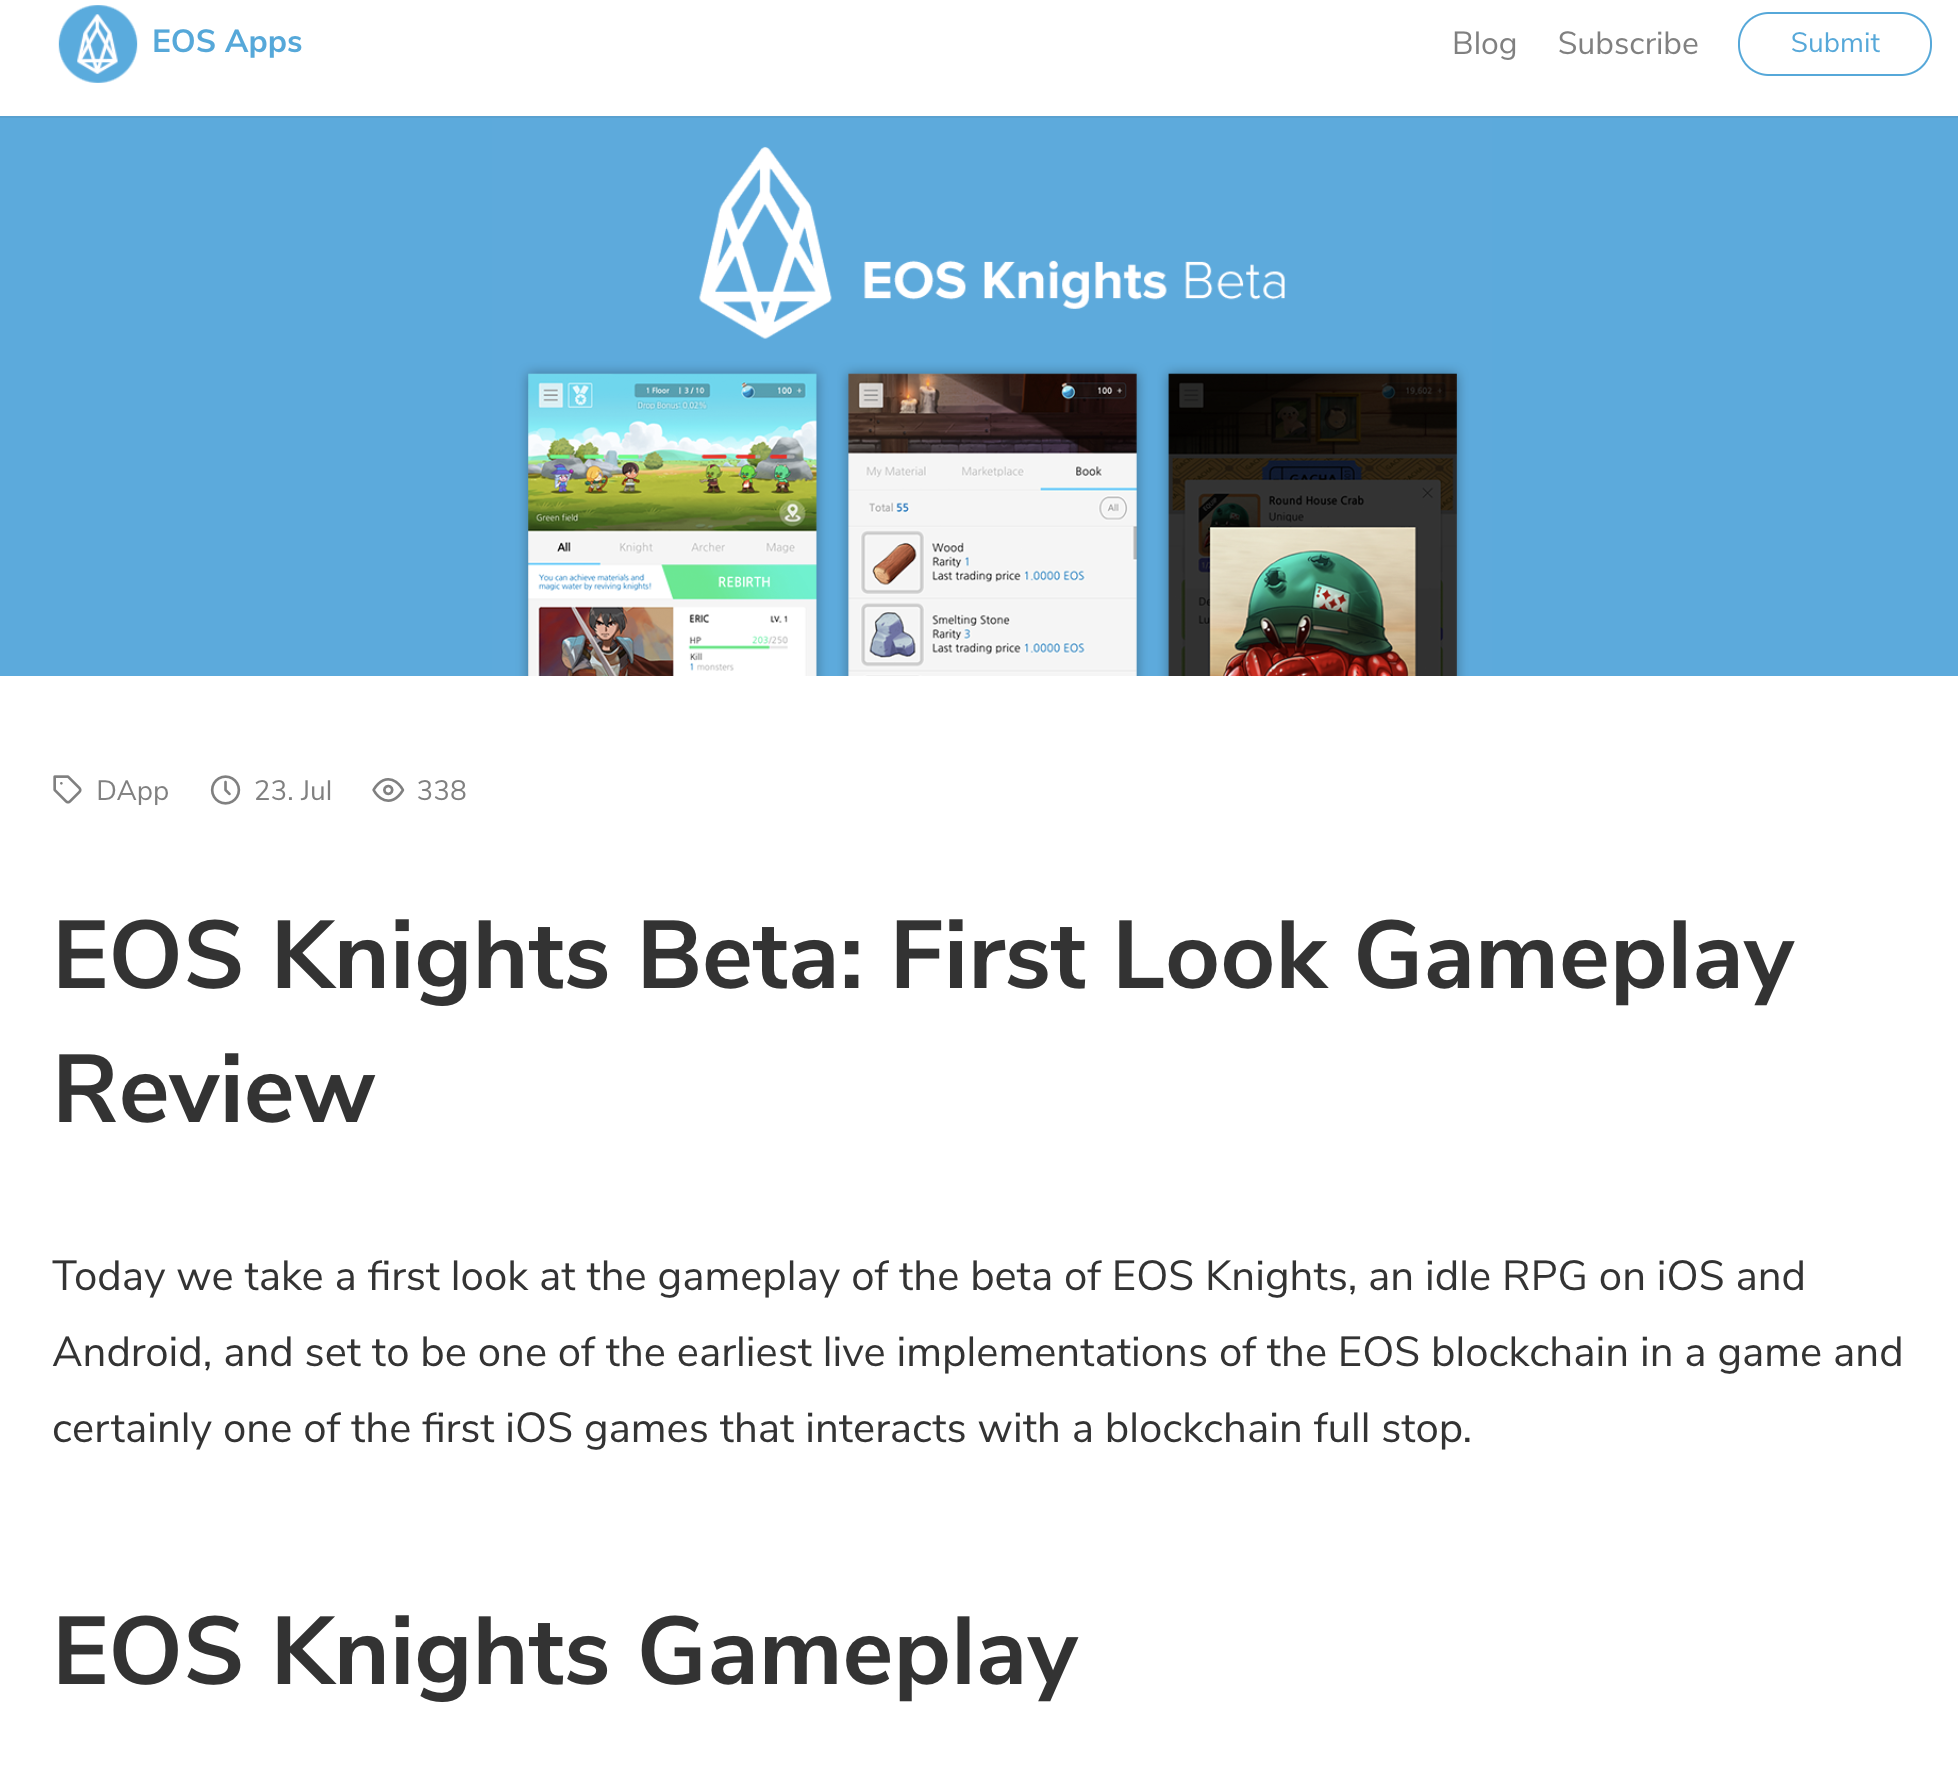 EOS Apps
Blog Subscribe Submit
EOS Knights Beta
1 Floor | 3 / 10 100 +
Drop Bonus: 0.02%
Green field
All Knight Archer Mage
You can achieve materials and
magic water by reviving knights!
REBIRTH
ERIC LV. 1
HP 203/250
Kill
1 monsters
100 +
My Material Marketplace Book
Total 55 All
Wood
Rarity 1
Last trading price 1.0000 EOS
Smelting Stone
Rarity 3
Last trading price 1.0000 EOS
19,602 +
GACHA
Round House Crab
Unique
DApp 23. Jul 338
EOS Knights Beta: First Look Gameplay
Review
Today we take a first look at the gameplay of the beta of EOS Knights, an idle RPG on iOS and
Android, and set to be one of the earliest live implementations of the EOS blockchain in a game and
certainly one of the first iOS games that interacts with a blockchain full stop.
EOS Knights Gameplay